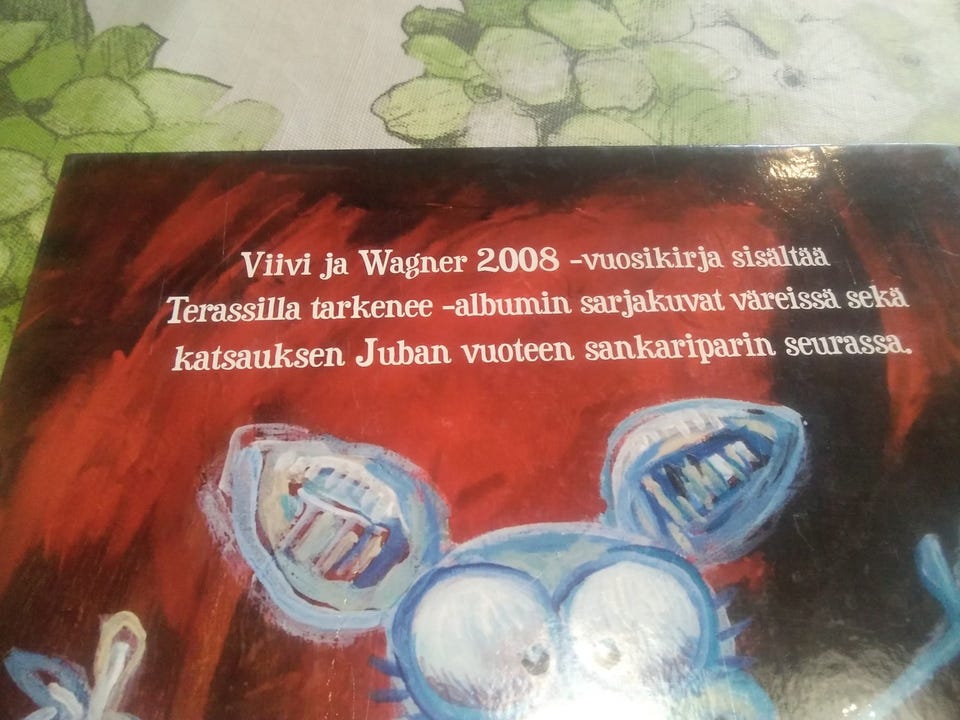 Viivi ja Wagner 2008 -vuosikirja sisältää
Terassilla tarkenee -albumin sarjakuvat väreissä sekä
katsauksen Juban vuoteen sankariparin seurassa.